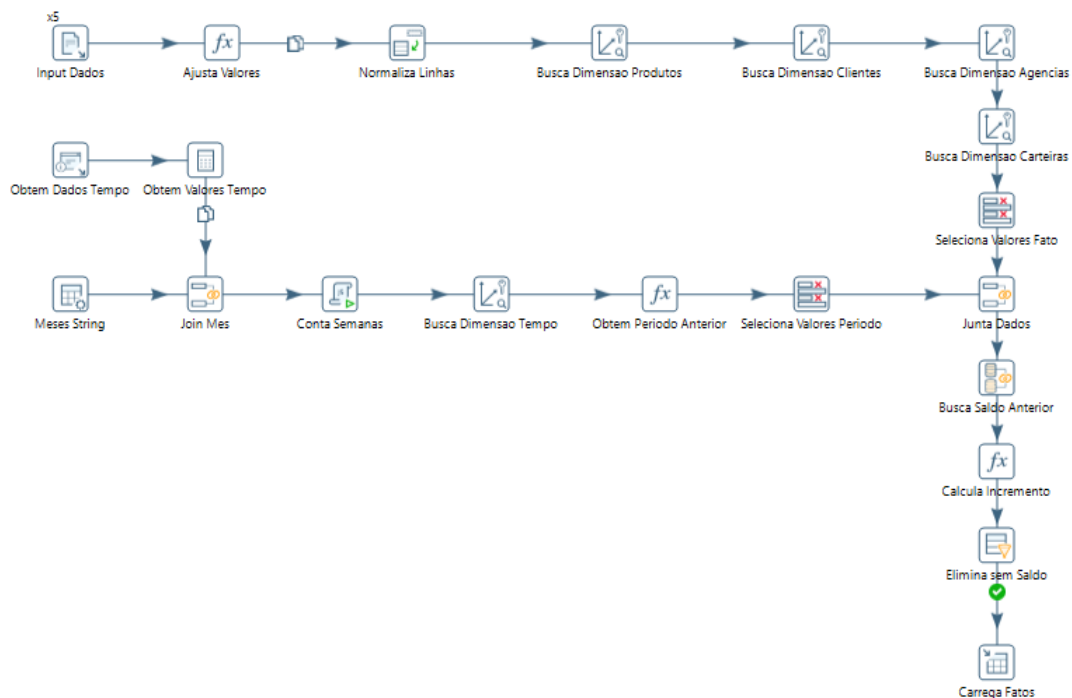 x5
Input Dados
Ajusta Valores
Normaliza Linhas
Busca Dimensao Produtos
Busca Dimensao Clientes
Busca Dimensao Agencias
Busca Dimensao Carteiras
Obtem Dados Tempo
Obtem Valores Tempo
Seleciona Valores Fato
Meses String
Join Mes
Conta Semanas
Busca Dimensao Tempo
Obtem Periodo Anterior
Seleciona Valores Periodo
Junta Dados
Busca Saldo Anterior
Calcula Incremento
Elimina sem Saldo
Carrega Fatos